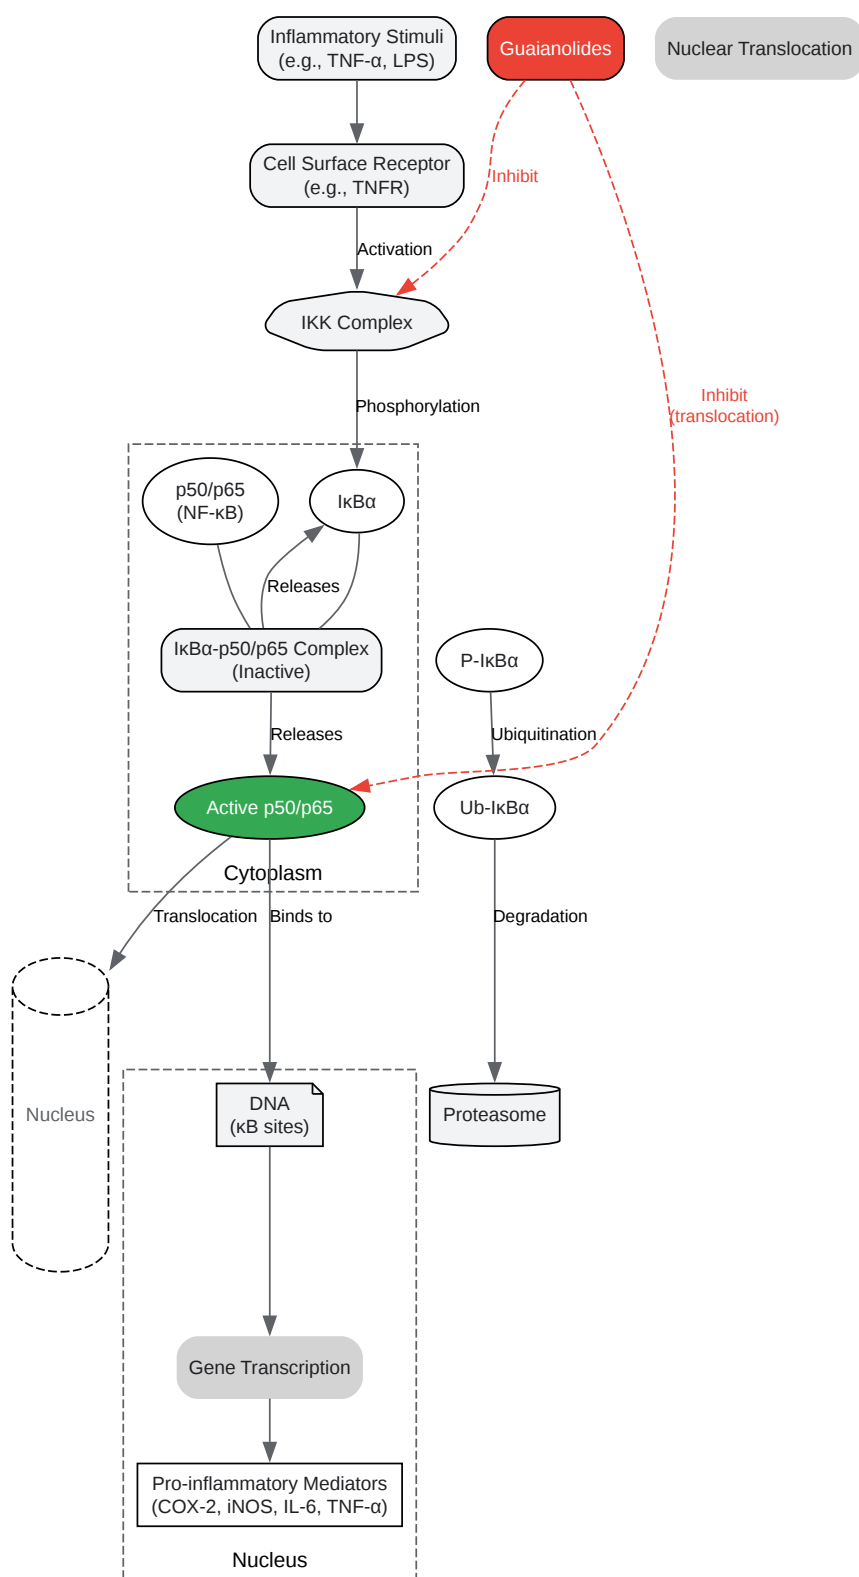 Inflammatory Stimuli
(e.g., TNF-α, LPS)
Guaianolides
Nuclear Translocation
Cell Surface Receptor
(e.g., TNFR)
Inhibit
Activation
IKK Complex
Inhibit
(translocation)
Phosphorylation
p50/p65
(NF-κB)
IκBα
Releases
IκBα-p50/p65 Complex
(Inactive)
P-IκBα
Releases
Ubiquitination
Active p50/p65
Ub-IκBα
Cytoplasm
Translocation
Binds to
Degradation
Nucleus
DNA
(κB sites)
Proteasome
Gene Transcription
Pro-inflammatory Mediators
(COX-2, iNOS, IL-6, TNF-α)
Nucleus